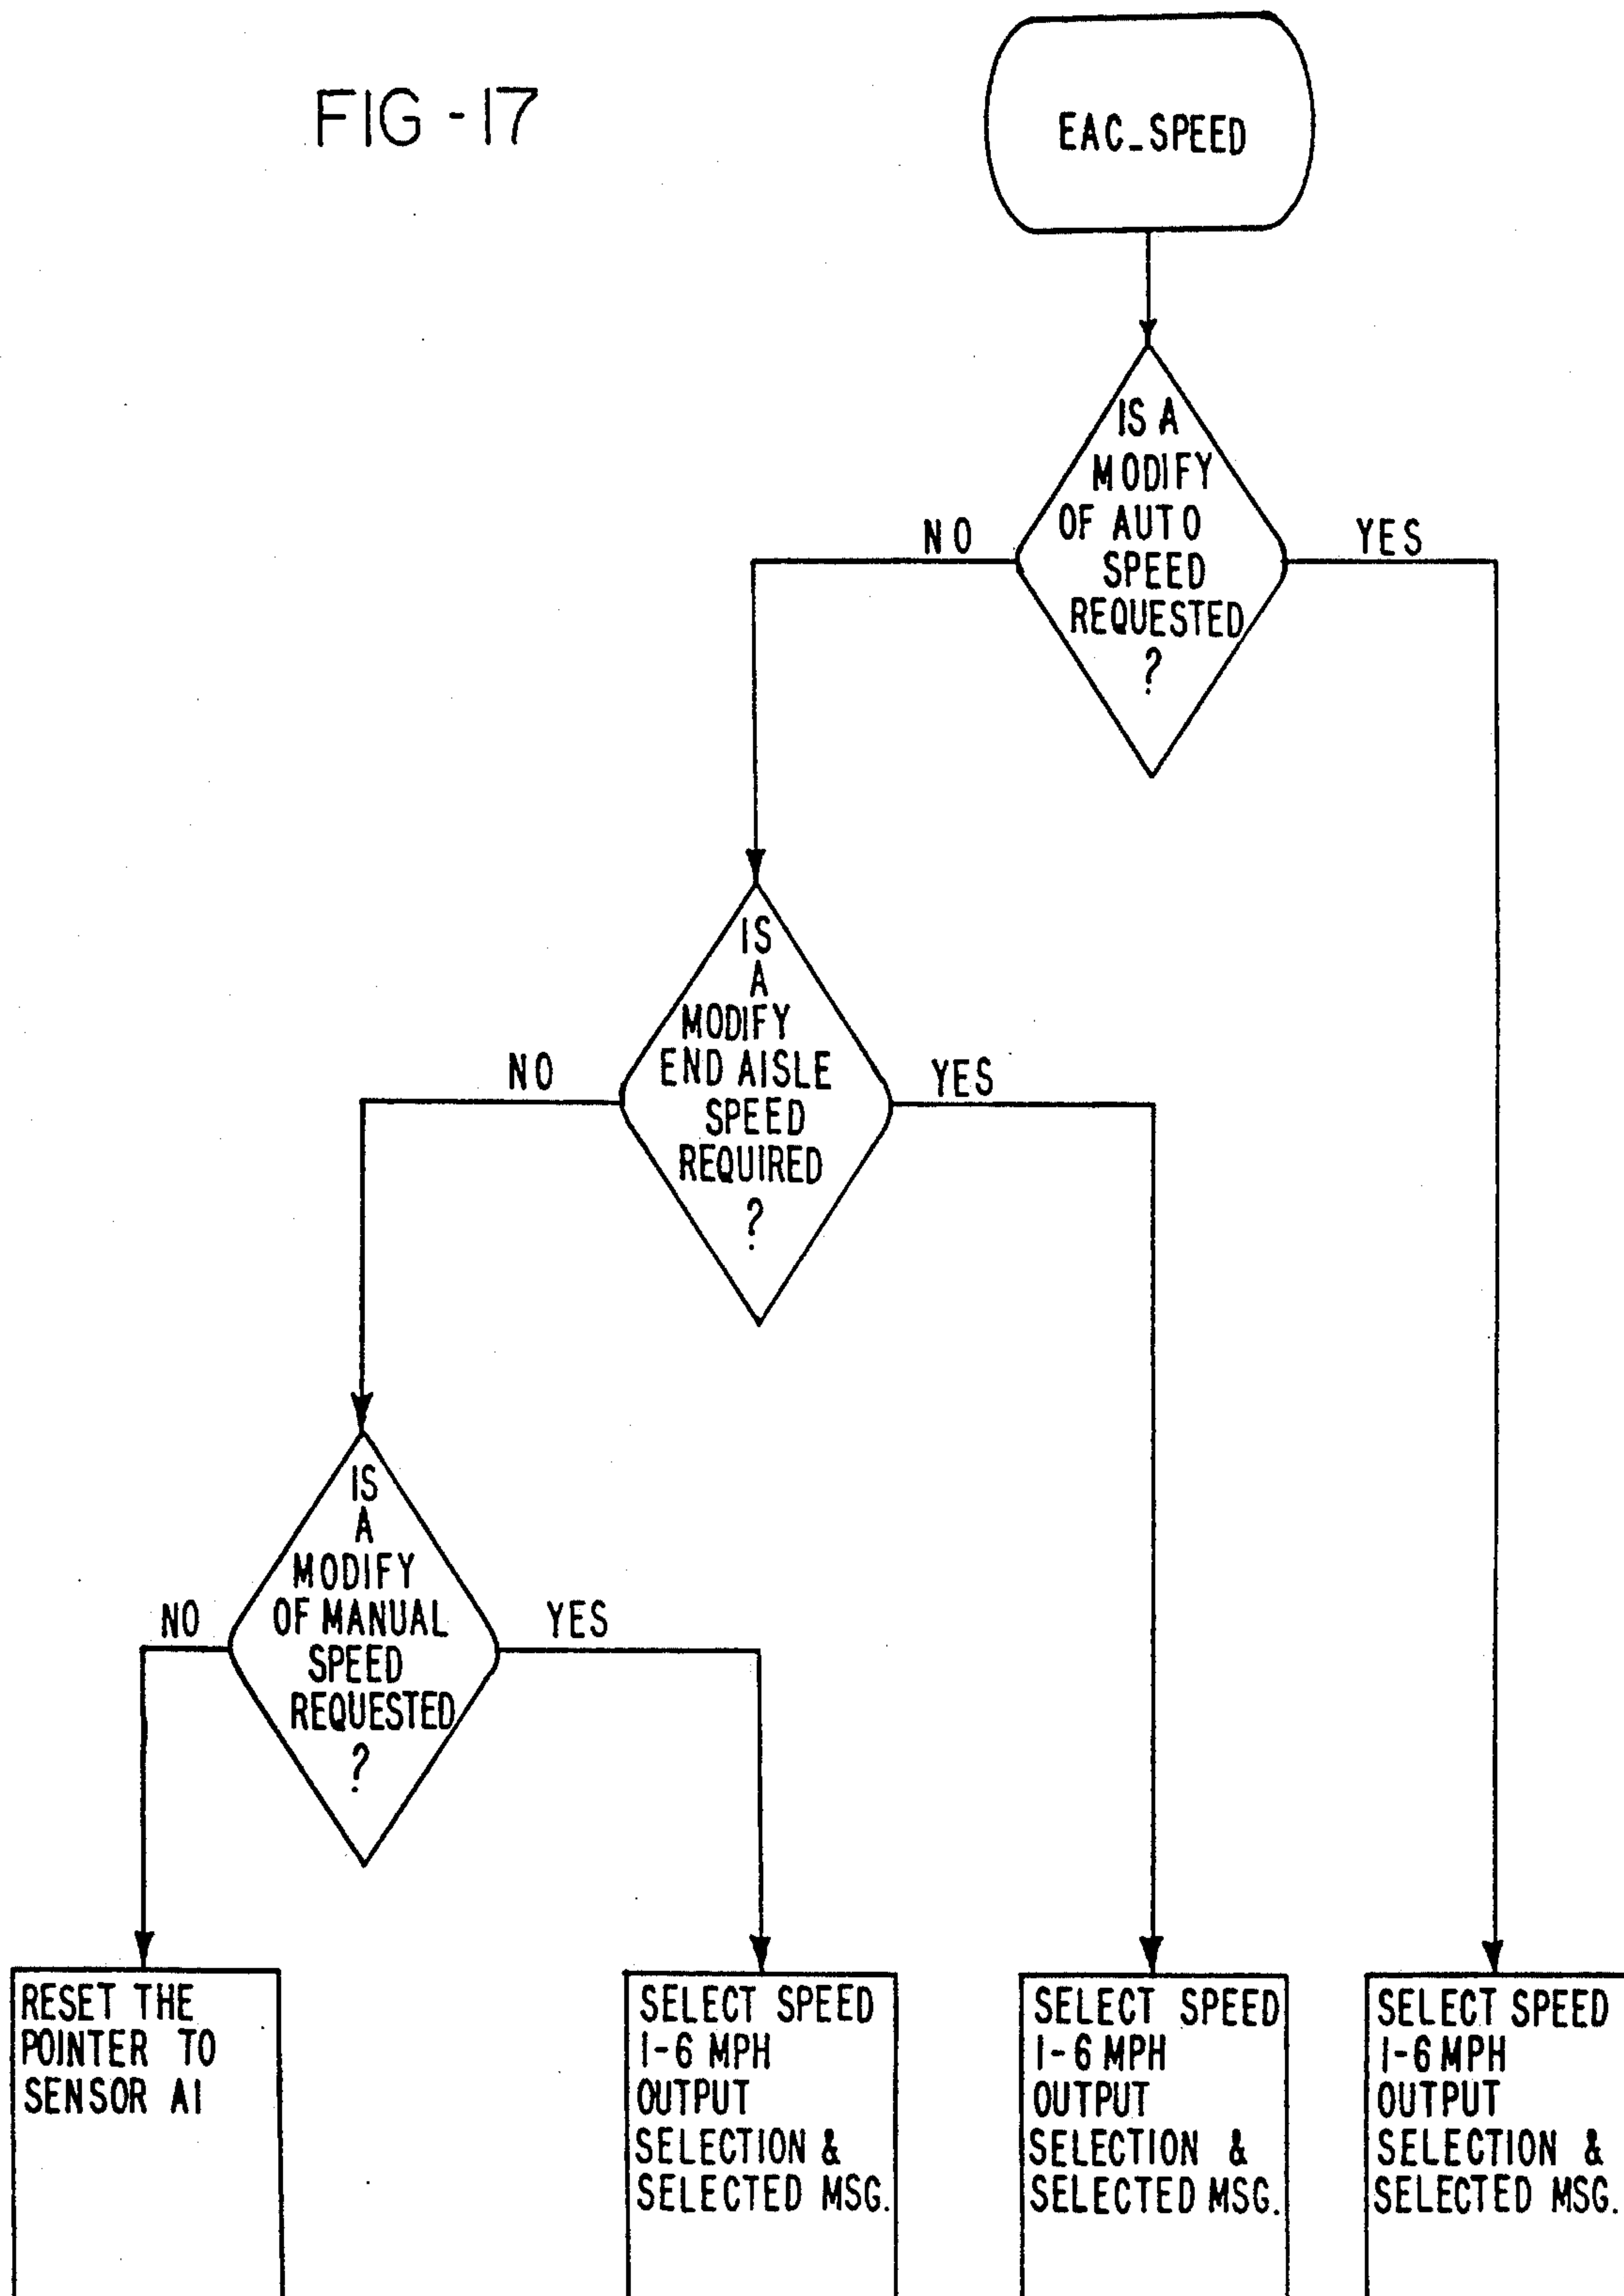 FIG-17
EAC_SPEED
IS A
MODIFY
OF AUTO
SPEED
REQUESTED
?
NO
YES
IS
A
MODIFY
END AISLE
SPEED
REQUIRED
?
NO
YES
IS
A
MODIFY
OF MANUAL
SPEED
REQUESTED
?
NO
YES
RESET THE
POINTER TO
SENSOR A1
SELECT SPEED
1-6 MPH
OUTPUT
SELECTION &
SELECTED MSG.
SELECT SPEED
1-6 MPH
OUTPUT
SELECTION &
SELECTED MSG.
SELECT SPEED
1-6 MPH
OUTPUT
SELECTION &
SELECTED MSG.